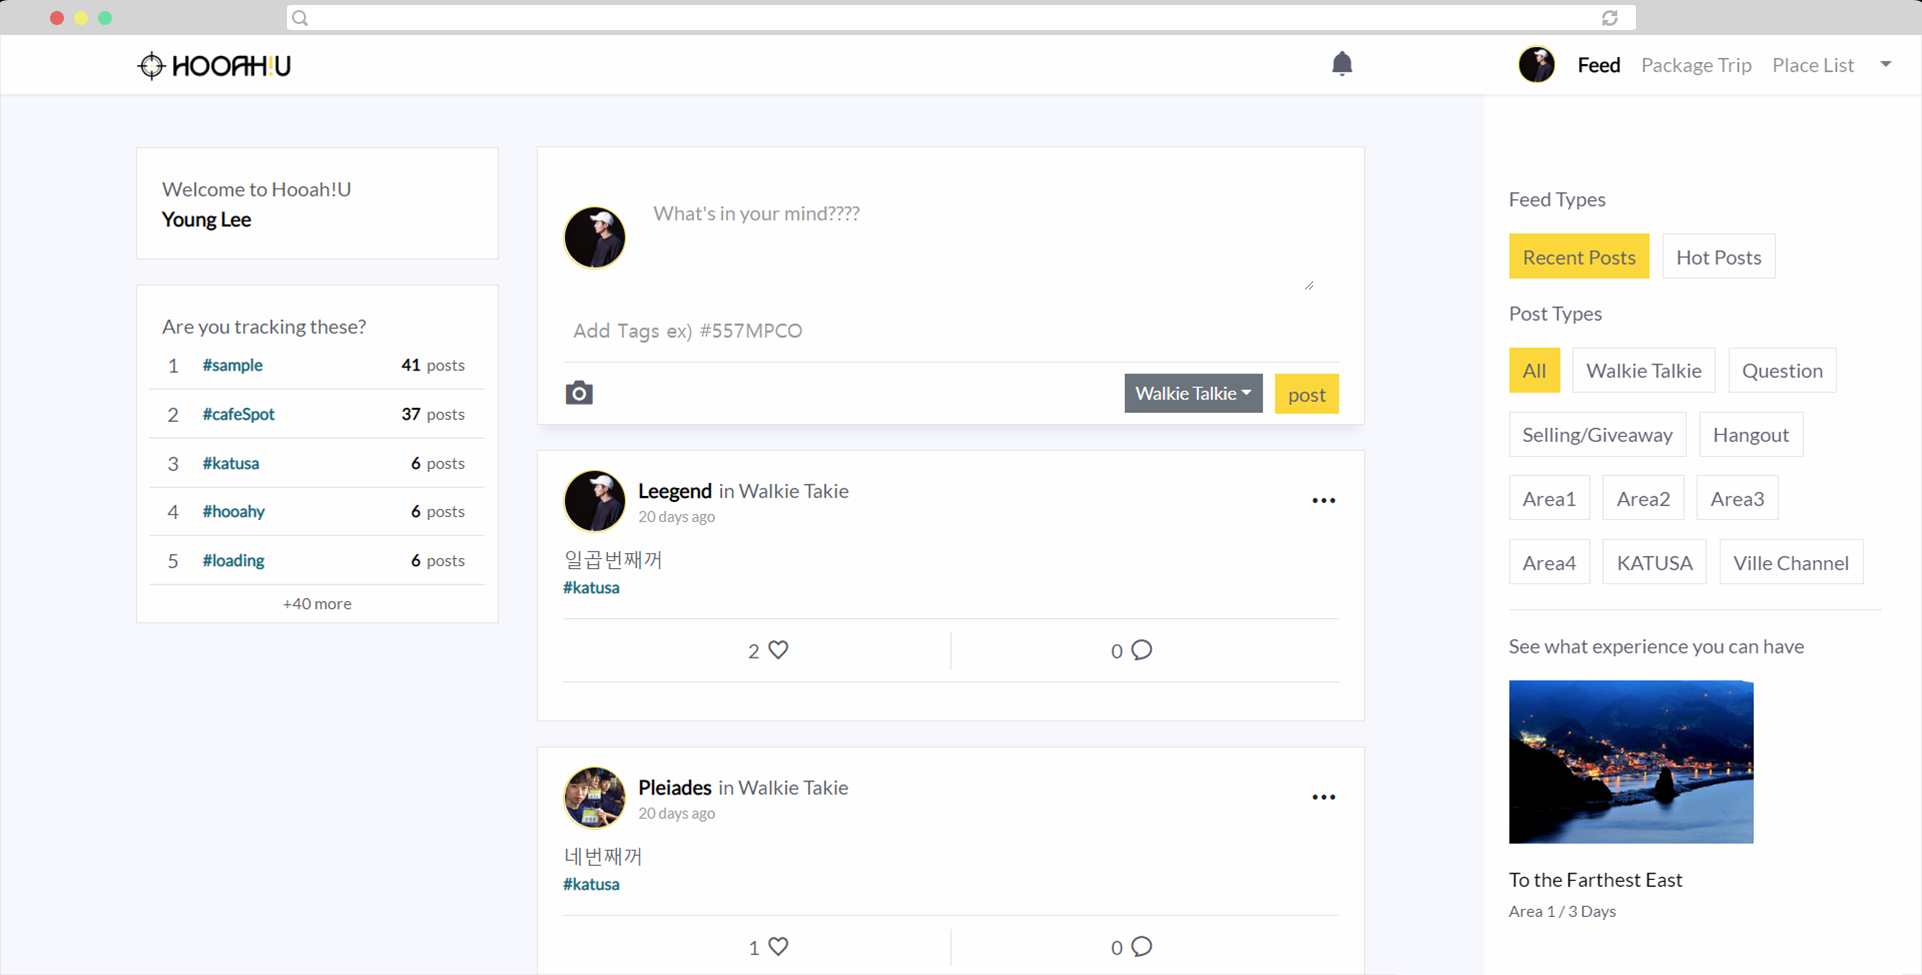 HOOAH!U
Feed Package Trip Place List
Welcome to Hooah!U
Young Lee
Are you tracking these?
1 #sample 41 posts
2 #cafeSpot 37 posts
3 #katusa 6 posts
4 #hooahy 6 posts
5 #loading 6 posts
+40 more
What's in your mind????
Add Tags ex) #557MPCO
Walkie Talkie post
Leegend in Walkie Takie
20 days ago
일곱번째꺼
#katusa
2 0
Pleiades in Walkie Takie
20 days ago
네번째꺼
#katusa
1 0
Feed Types
Recent Posts Hot Posts
Post Types
All Walkie Talkie Question
Selling/Giveaway Hangout
Area1 Area2 Area3
Area4 KATUSA Ville Channel
See what experience you can have
To the Farthest East
Area 1 / 3 Days